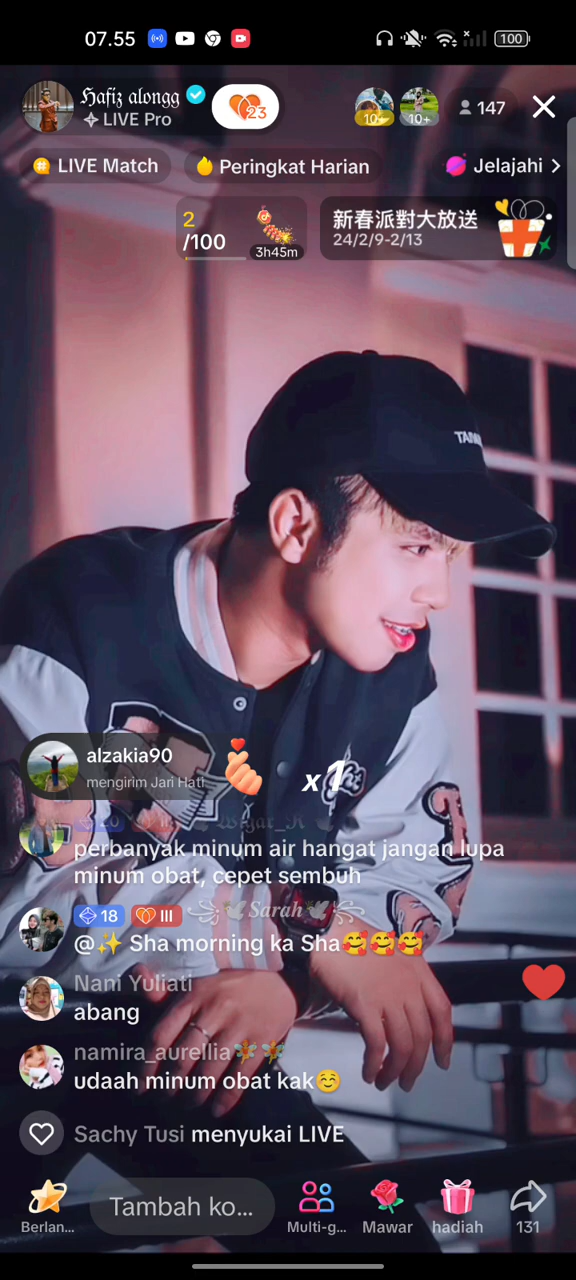 07.55
100
Hafiz alongg
LIVE Pro
23
10+
10+
147
LIVE Match
Peringkat Harian
Jelajahi
2
/100
3h45m
新春派對大放送
24/2/9-2/13
alzakia90
mengirim Jari Hati
x1
perbanyak minum air hangat jangan lupa
minum obat, cepet sembuh
18 III Sarah
@✨ Sha morning ka Sha🥰🥰🥰
Nani Yuliati
abang
namira_aurellia🧚🧚
udaah minum obat kak☺️
Sachy Tusi menyukai LIVE
Berlan...
Tambah ko...
Multi-g...
Mawar
hadiah
131